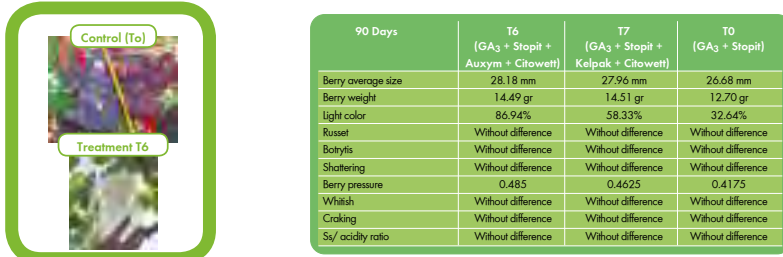 Control (To)
Treatment T6
90 Days T6 T7 T0
(GA3 + Stopit + (GA3 + Stopit + (GA3 + Stopit)
Auxym + Citowett) Kelpak + Citowett)
Berry average size 28.18 mm 27.96 mm 26.68 mm
Berry weight 14.49 gr 14.51 gr 12.70 gr
Light color 86.94% 58.33% 32.64%
Russet Without difference Without difference Without difference
Botrytis Without difference Without difference Without difference
Shattering Without difference Without difference Without difference
Berry pressure 0.485 0.4625 0.4175
Whitish Without difference Without difference Without difference
Craking Without difference Without difference Without difference
Ss/ acidity ratio Without difference Without difference Without difference